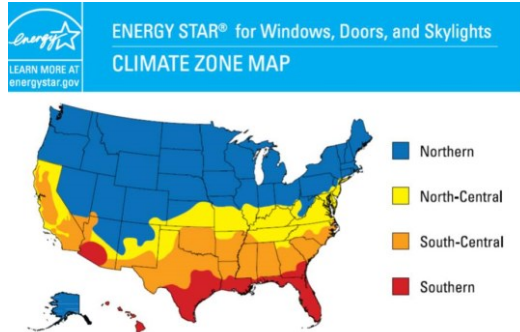 energy
LEARN MORE AT
energystar.gov
ENERGY STAR® for Windows, Doors, and Skylights
CLIMATE ZONE MAP
Northern
North-Central
South-Central
Southern